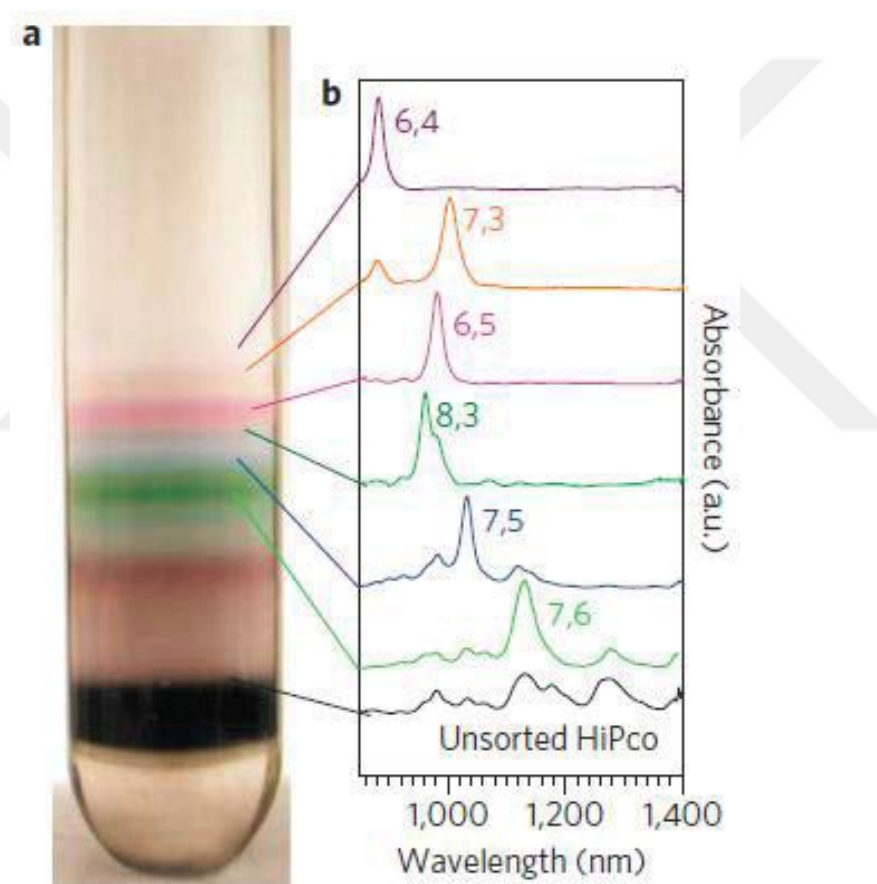 a
b
6,4
7,3
6,5
8,3
7,5
7,6
Unsorted HiPco
1,000 1,200 1,400
Wavelength (nm)
Absorbance (a.u.)